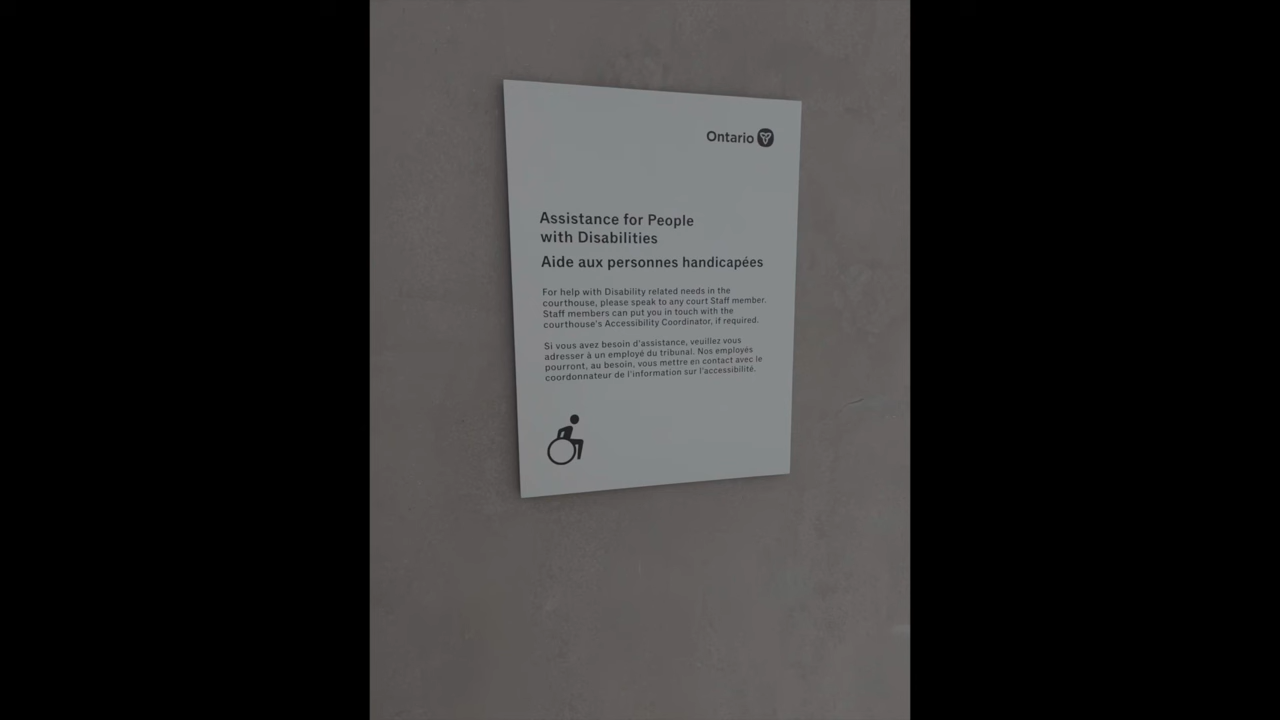 Ontario
Assistance for People
with Disabilities
Aide aux personnes handicapées
For help with Disability related needs in the
courthouse, please speak to any court Staff member.
Staff members can put you in touch with the
courthouse's Accessibility Coordinator, if required.
Si vous avez besoin d'assistance, veuillez vous
adresser à un employé du tribunal. Nos employés
pourront, au besoin, vous mettre en contact avec le
coordonnateur de l'information sur l'accessibilité.